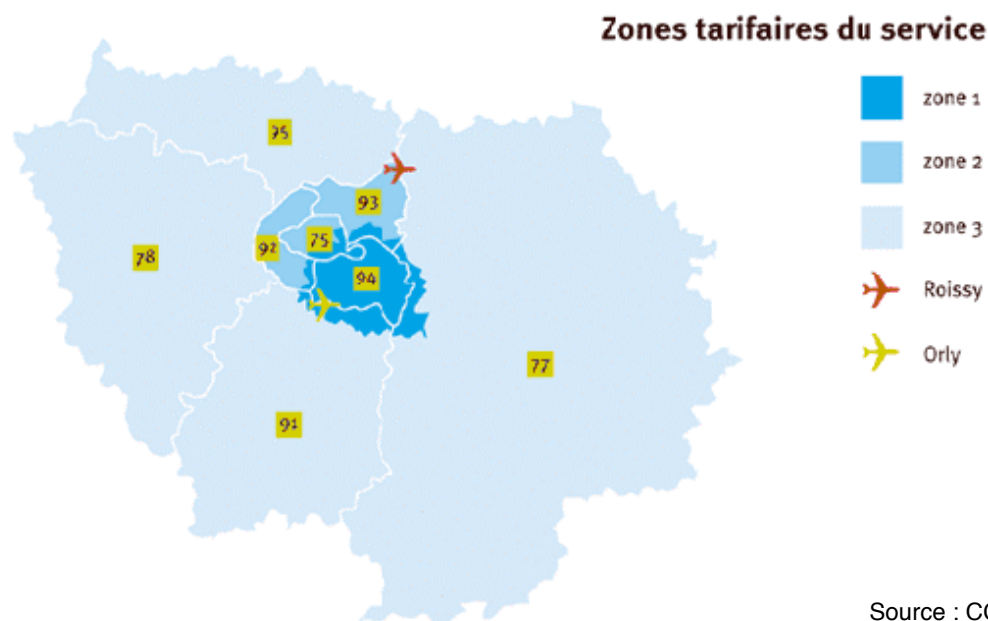 Zones tarifaires du service
zone 1
95
zone 2
93
75
zone 3
92
78
94
Roissy
Orly
77
91
Source : CC